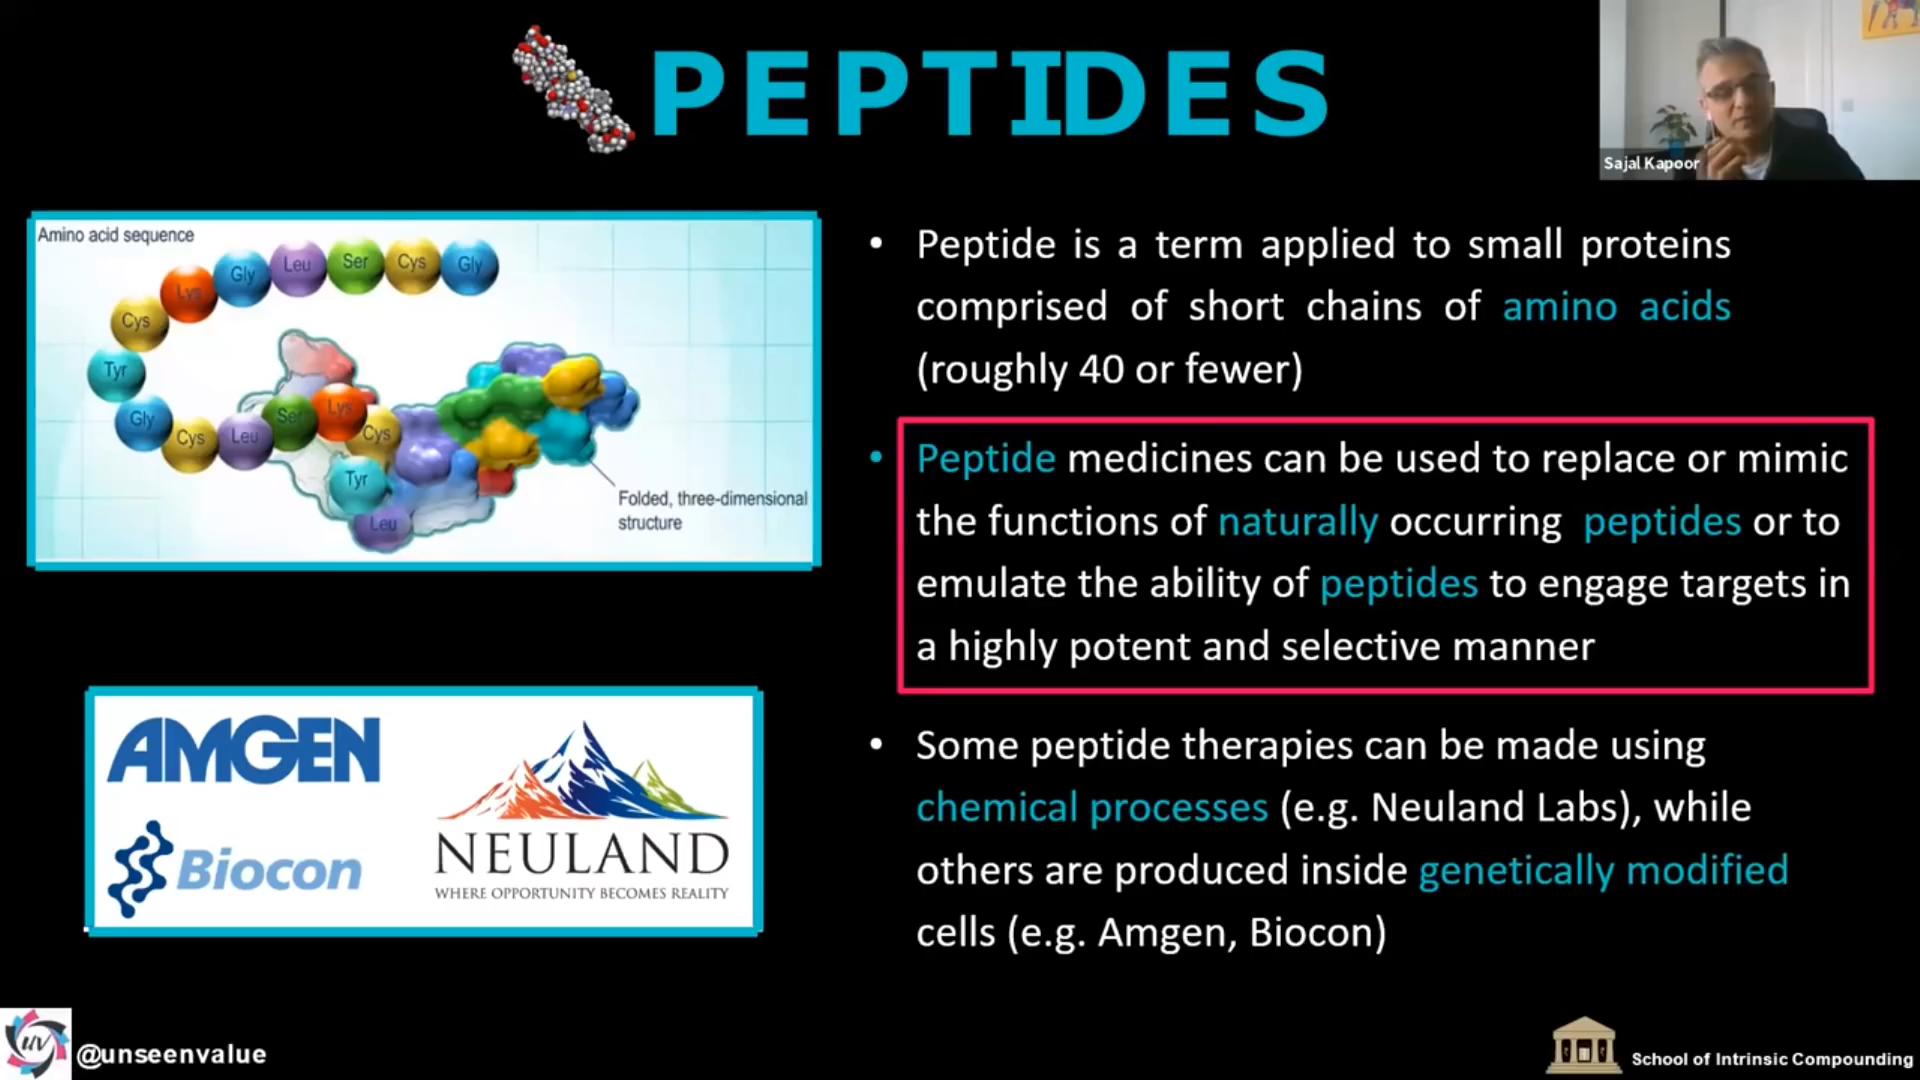 PEPTIDES
Sajal Kapoor
Amino acid sequence
Gly
Cys
Ser
Leu
Gly
Lys
Cys
Tyr
Gly
Cys
Leu
Ser
Lys
Cys
Tyr
Leu
Folded, three-dimensional
structure
• Peptide is a term applied to small proteins
comprised of short chains of amino acids
(roughly 40 or fewer)
• Peptide medicines can be used to replace or mimic
the functions of naturally occurring peptides or to
emulate the ability of peptides to engage targets in
a highly potent and selective manner
• Some peptide therapies can be made using
chemical processes (e.g. Neuland Labs), while
others are produced inside genetically modified
cells (e.g. Amgen, Biocon)
AMGEN
Biocon
NEULAND
WHERE OPPORTUNITY BECOMES REALITY
uv
@unseenvalue
School of Intrinsic Compounding